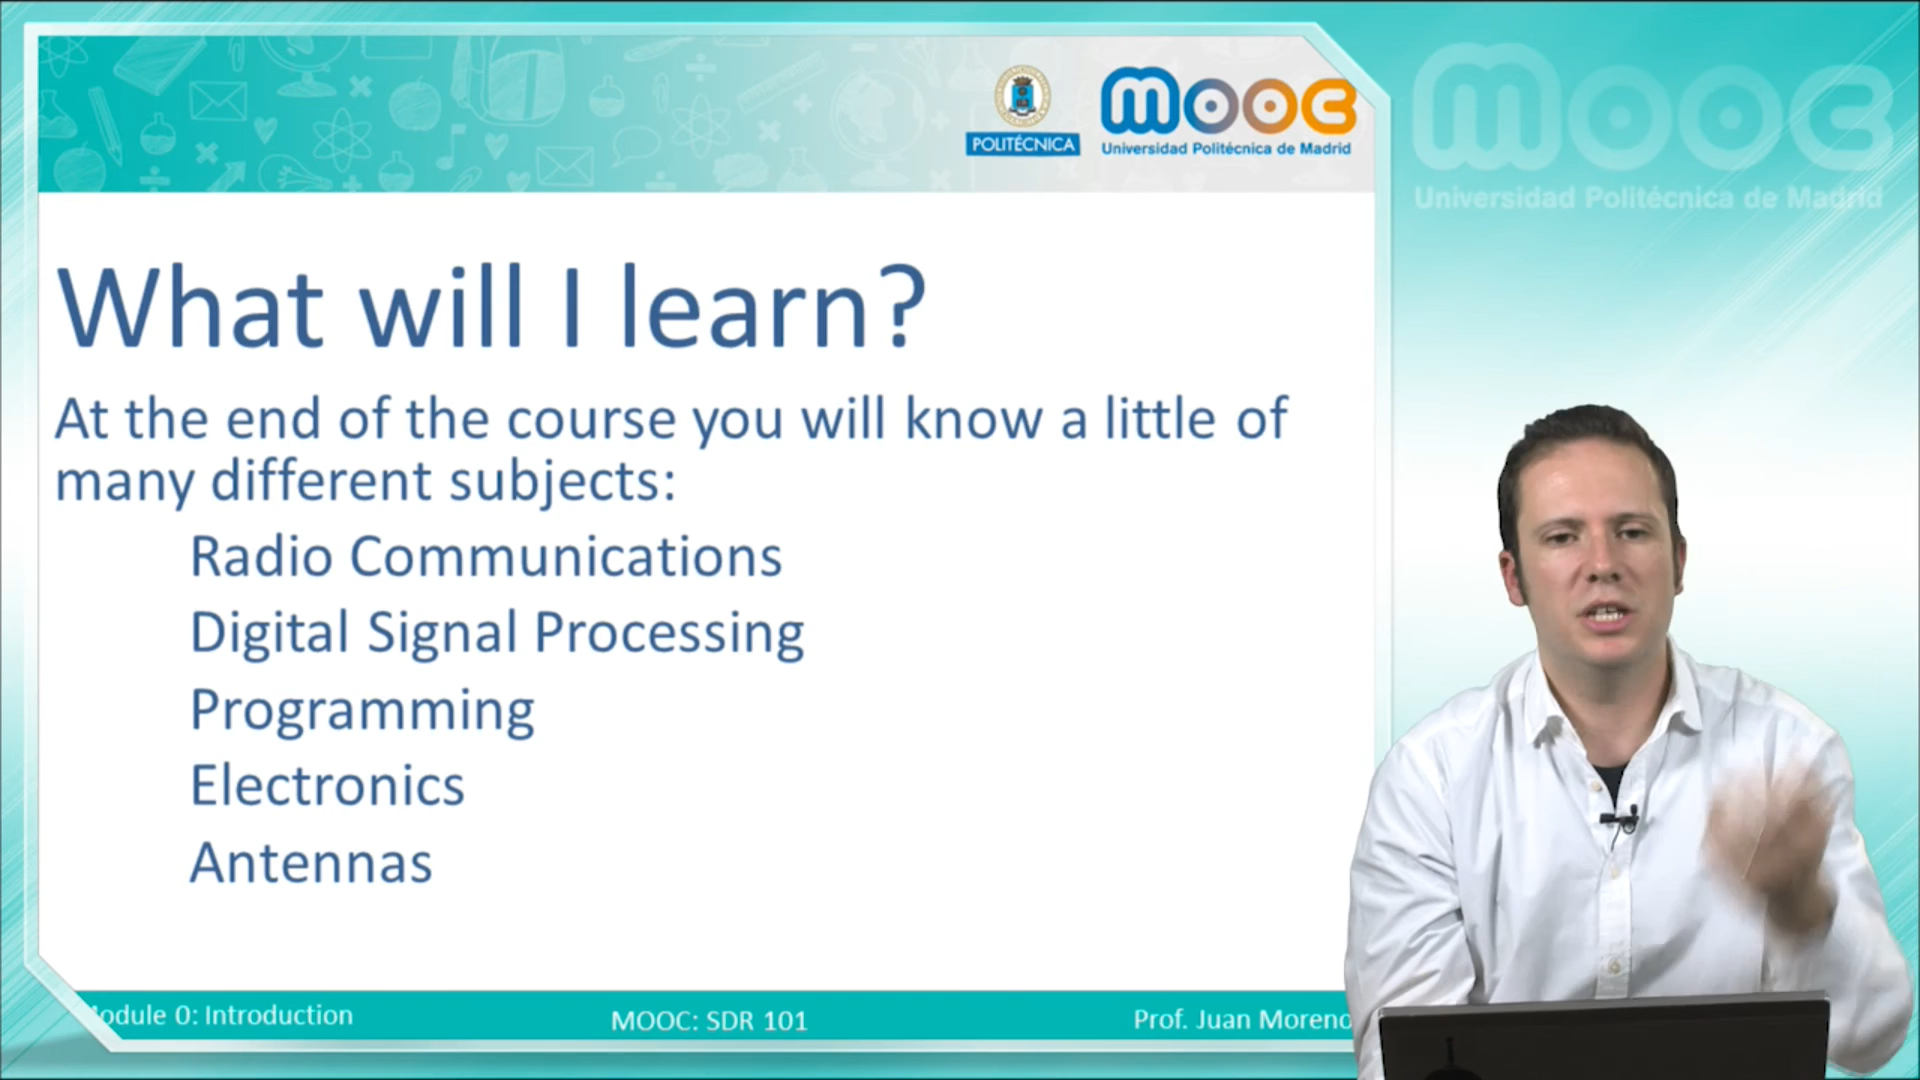 POLITÉCNICA
mooc
Universidad Politécnica de Madrid
mooc
Universidad Politécnica de Madrid
What will I learn?
At the end of the course you will know a little of
many different subjects:
Radio Communications
Digital Signal Processing
Programming
Electronics
Antennas
Module 0: Introduction
MOOC: SDR 101
Prof. Juan Moreno